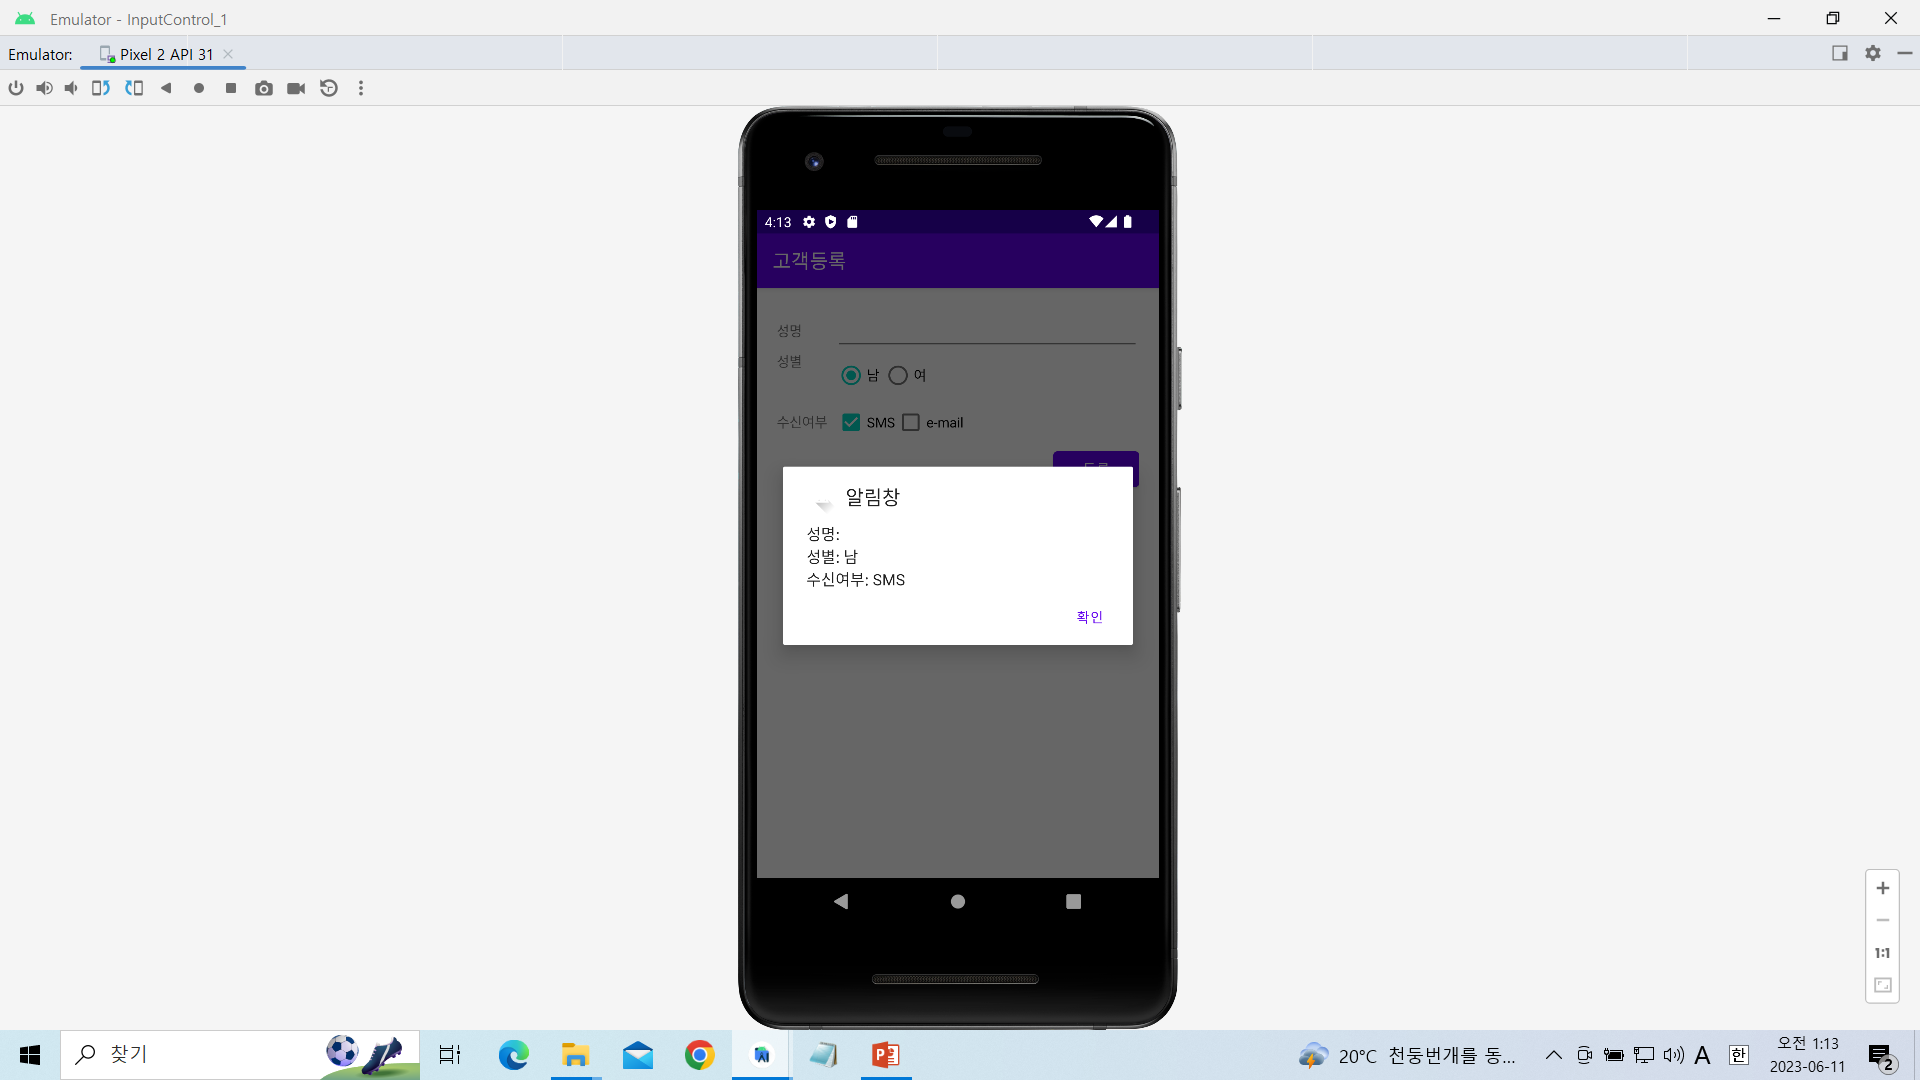 Emulator - InputControl_1
Emulator: Pixel 2 API 31
4:13
고객등록
성명
성별
남 여
수신여부 SMS e-mail
알림창
성명:
성별: 남
수신여부: SMS
확인
1:1
찾기
20°C 천둥번개를 동...
A 한
오전 1:13
2023-06-11
2